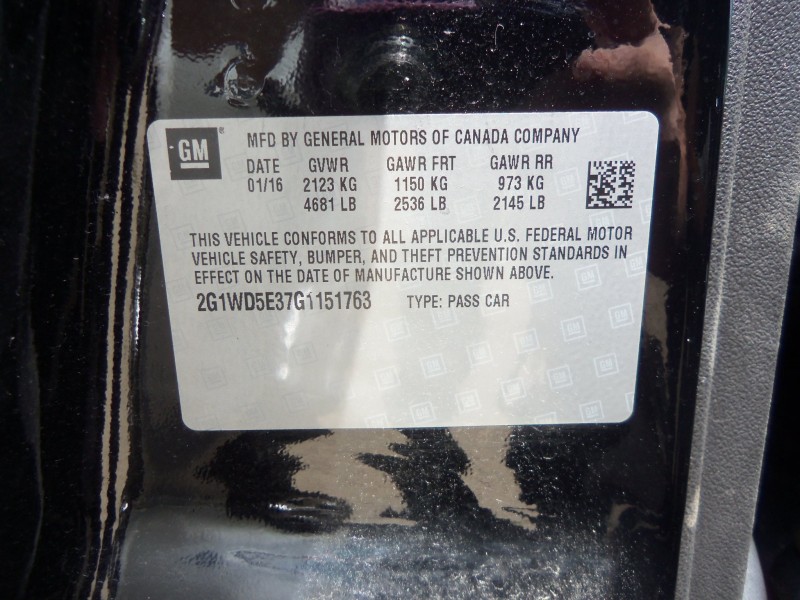 GM ® MFD BY GENERAL MOTORS OF CANADA COMPANY
DATE GVWR GAWR FRT GAWR RR
01/16 2123 KG 1150 KG 973 KG
4681 LB 2536 LB 2145 LB
THIS VEHICLE CONFORMS TO ALL APPLICABLE U.S. FEDERAL MOTOR
VEHICLE SAFETY, BUMPER, AND THEFT PREVENTION STANDARDS IN
EFFECT ON THE DATE OF MANUFACTURE SHOWN ABOVE.
2G1WD5E37G1151763 TYPE: PASS CAR